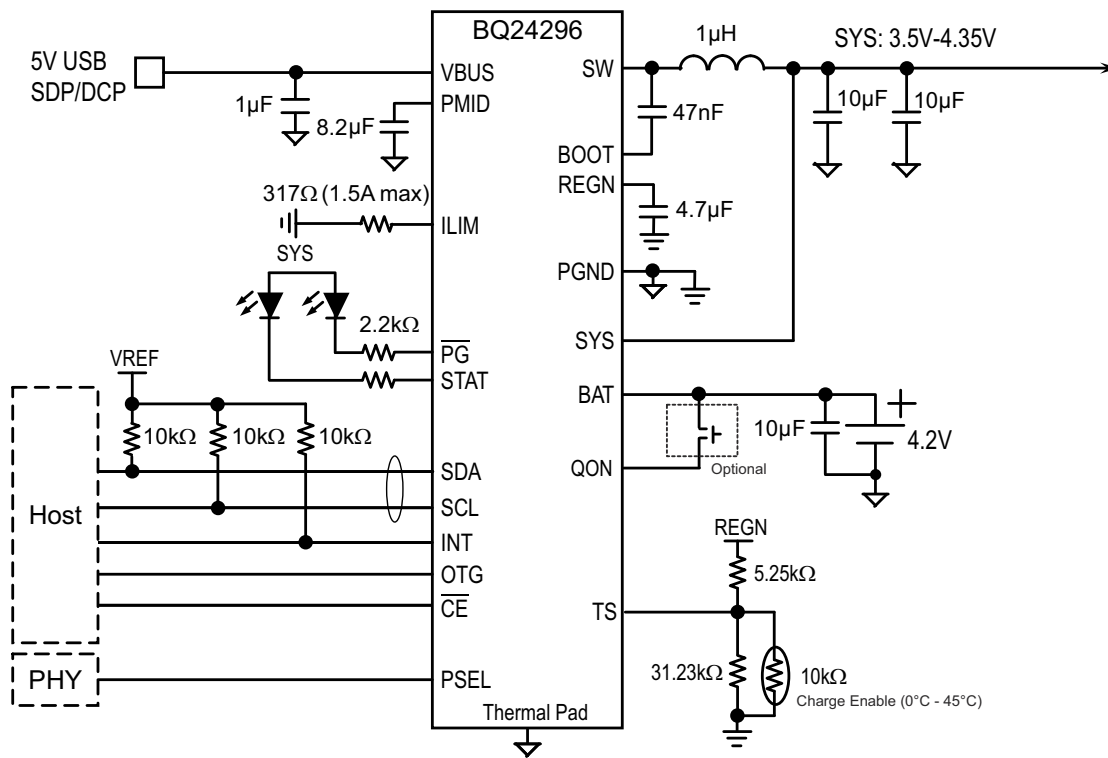 BQ24296
5V USB
SDP/DCP
1µF
8.2µF
VBUS
PMID
317Ω (1.5A max)
ILIM
SYS
2.2kΩ
PG
STAT
VREF
10kΩ
10kΩ
10kΩ
Host
SDA
SCL
INT
OTG
CE
PHY
PSEL
Thermal Pad
SW
1µH
SYS: 3.5V-4.35V
47nF
10µF
10µF
BOOT
REGN
4.7µF
PGND
SYS
BAT
QON
Optional
10µF
+
4.2V
REGN
5.25kΩ
TS
31.23kΩ
10kΩ
Charge Enable (0°C - 45°C)